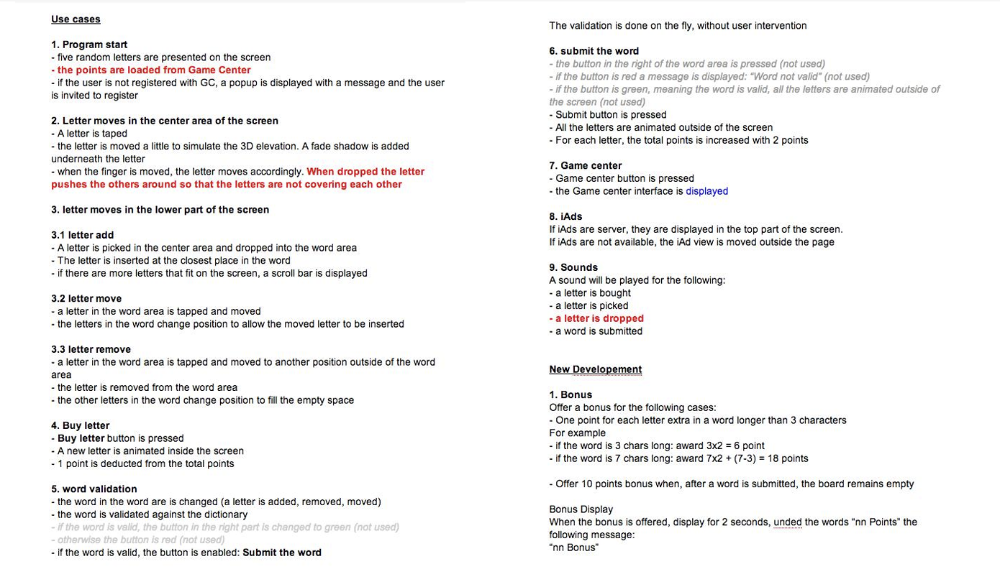 Use cases
1. Program start
- five random letters are presented on the screen
- the points are loaded from Game Center
- if the user is not registered with GC, a popup is displayed with a message and the user
is invited to register
2. Letter moves in the center area of the screen
- A letter is taped
- the letter is moved a little to simulate the 3D elevation. A fade shadow is added
underneath the letter
- when the finger is moved, the letter moves accordingly. When dropped the letter
pushes the others around so that the letters are not covering each other
3. letter moves in the lower part of the screen
3.1 letter add
- A letter is picked in the center area and dropped into the word area
- The letter is inserted at the closest place in the word
- if there are more letters that fit on the screen, a scroll bar is displayed
3.2 letter move
- a letter in the word area is tapped and moved
- the letters in the word change position to allow the moved letter to be inserted
3.3 letter remove
- a letter in the word area is tapped and moved to another position outside of the word
area
- the letter is removed from the word area
- the other letters in the word change position to fill the empty space
4. Buy letter
- Buy letter button is pressed
- A new letter is animated inside the screen
- 1 point is deducted from the total points
5. word validation
- the word in the word are is changed (a letter is added, removed, moved)
- the word is validated against the dictionary
- if the word is valid, the button in the right part is changed to green (not used)
- otherwise the button is red (not used)
- if the word is valid, the button is enabled: Submit the word
The validation is done on the fly, without user intervention
6. submit the word
- the button in the right of the word area is pressed (not used)
- if the button is red a message is displayed: “Word not valid” (not used)
- if the button is green, meaning the word is valid, all the letters are animated outside of
the screen (not used)
- Submit button is pressed
- All the letters are animated outside of the screen
- For each letter, the total points is increased with 2 points
7. Game center
- Game center button is pressed
- the Game center interface is displayed
8. iAds
If iAds are server, they are displayed in the top part of the screen.
If iAds are not available, the iAd view is moved outside the page
9. Sounds
A sound will be played for the following:
- a letter is bought
- a letter is picked
- a letter is dropped
- a word is submitted
New Developement
1. Bonus
Offer a bonus for the following cases:
- One point for each letter extra in a word longer than 3 characters
For example
- if the word is 3 chars long: award 3x2 = 6 point
- if the word is 7 chars long: award 7x2 + (7-3) = 18 points
- Offer 10 points bonus when, after a word is submitted, the board remains empty
Bonus Display
When the bonus is offered, display for 2 seconds, unded the words “nn Points” the
following message:
“nn Bonus”